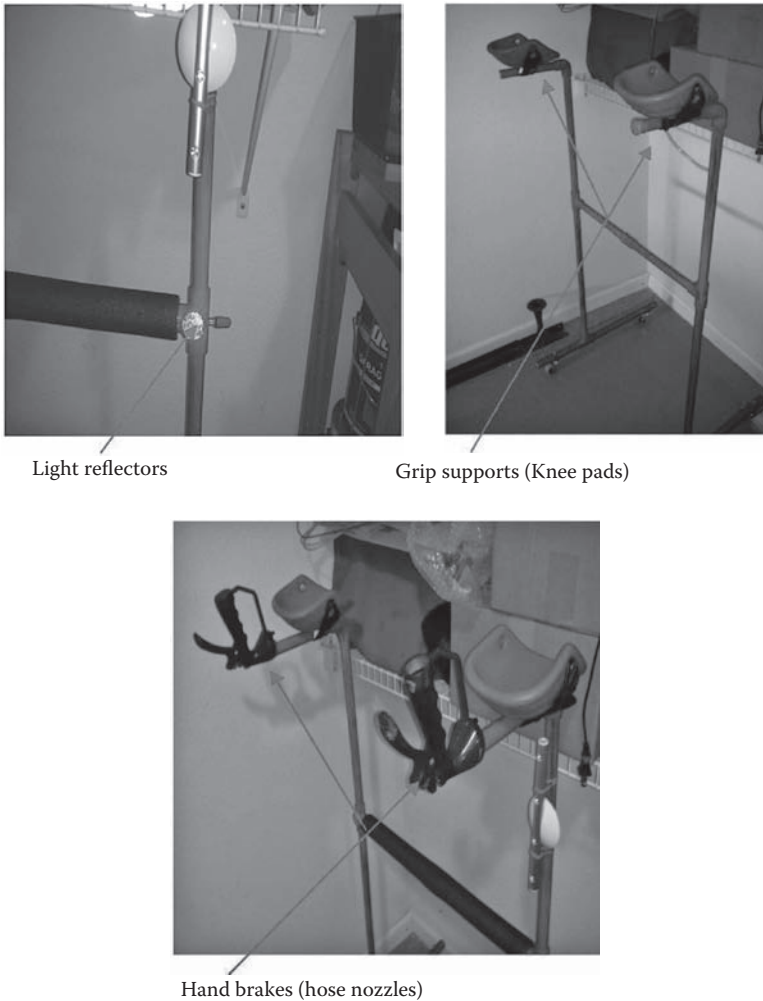 Light reflectors
Grip supports (Knee pads)
Hand brakes (hose nozzles)